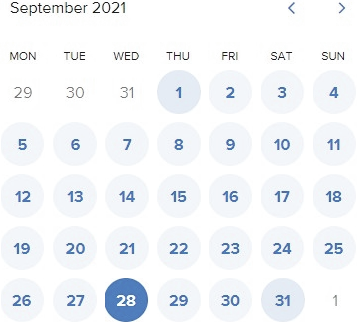 September 2021
MON TUE WED THU FRI SAT SUN
29 30 31 1 2 3 4
5 6 7 8 9 10 11
12 13 14 15 16 17 18
19 20 21 22 23 24 25
26 27 28 29 30 31 1